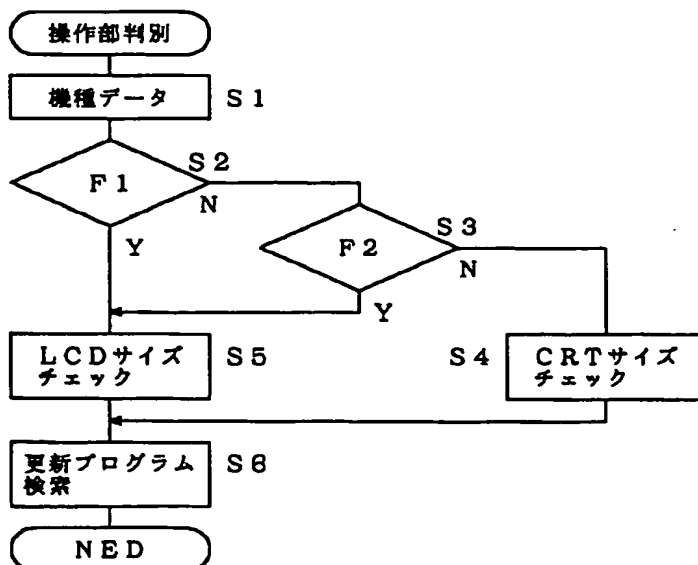 操作部判別
機種データ
S1
S2
F1
N
Y
S3
F2
N
Y
LCDサイズ
チェック
S5
S4
CRTサイズ
チェック
更新プログラム
検索
S6
NED